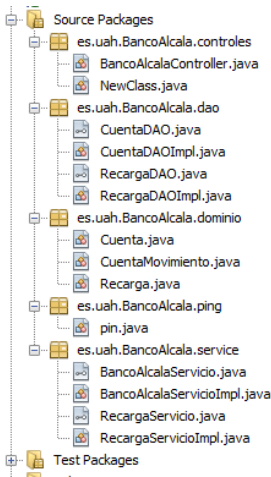 Source Packages
es.uah.BancoAlcala.controles
BancoAlcalaController.java
NewClass.java
es.uah.BancoAlcala.dao
CuentaDAO.java
CuentaDAOImpl.java
RecargaDAO.java
RecargaDAOImpl.java
es.uah.BancoAlcala.dominio
Cuenta.java
CuentaMovimiento.java
Recarga.java
es.uah.BancoAlcala.ping
pin.java
es.uah.BancoAlcala.service
BancoAlcalaServicio.java
BancoAlcalaServicioImpl.java
RecargaServicio.java
RecargaServicioImpl.java
Test Packages